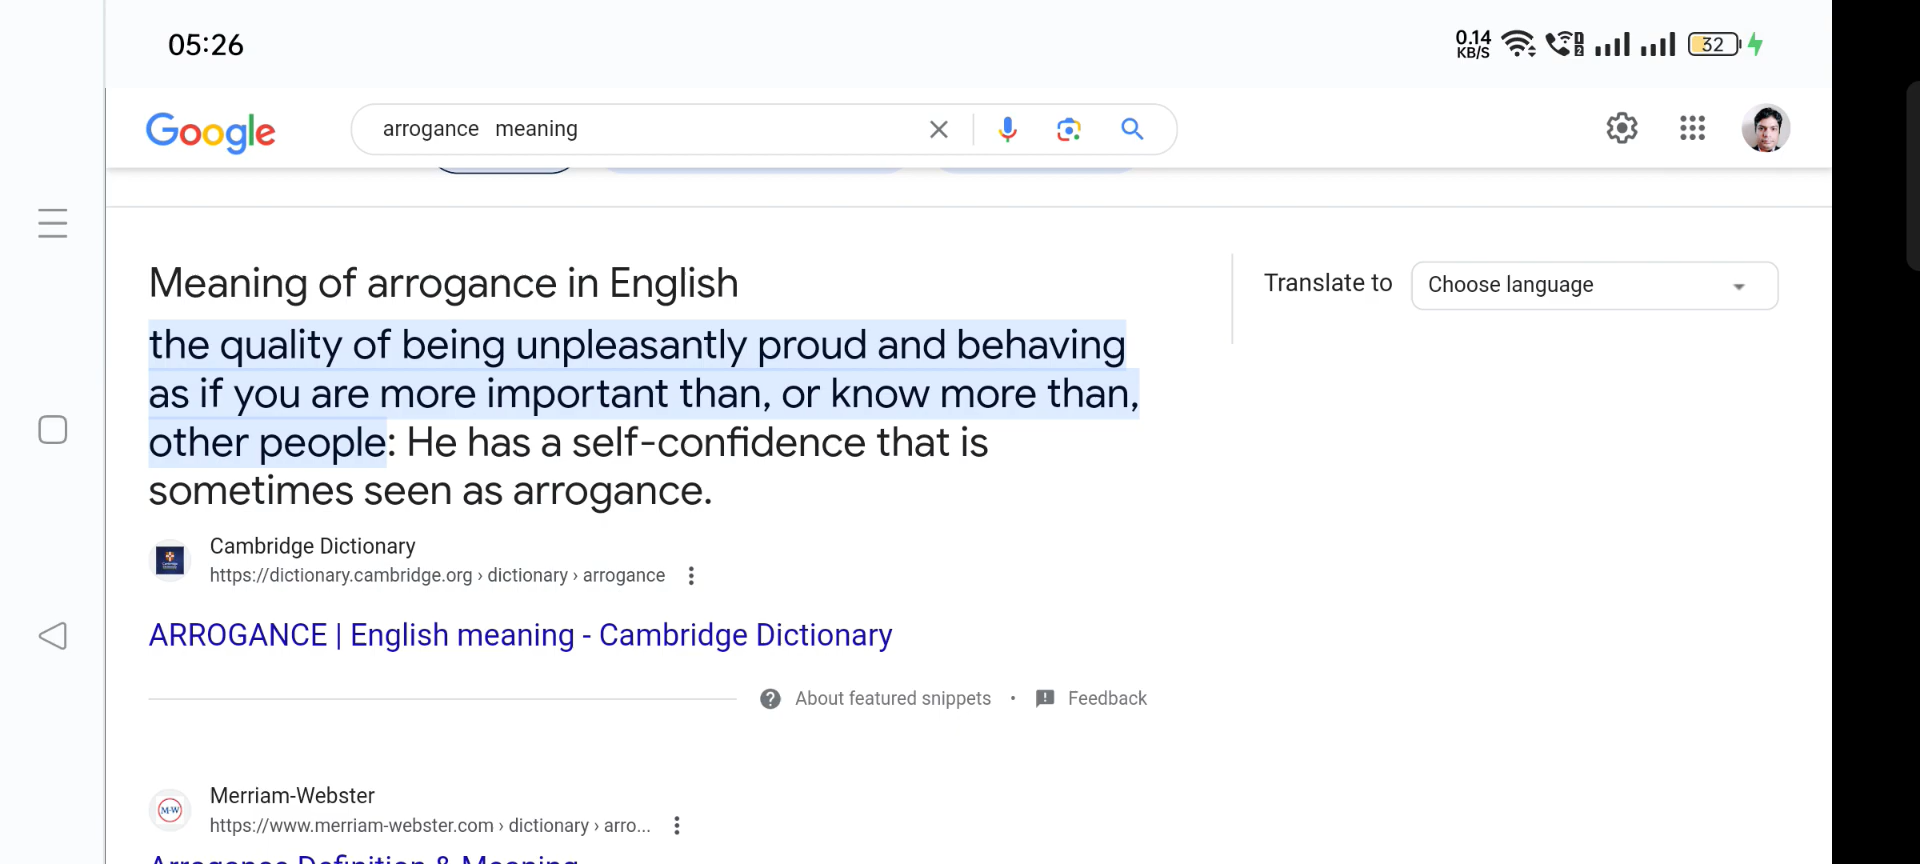 05:26
0.14
KB/S
32
Google
arrogance meaning
Meaning of arrogance in English
Translate to
Choose language
the quality of being unpleasantly proud and behaving
as if you are more important than, or know more than,
other people: He has a self-confidence that is
sometimes seen as arrogance.
Cambridge Dictionary
https://dictionary.cambridge.org › dictionary › arrogance
ARROGANCE | English meaning - Cambridge Dictionary
About featured snippets • Feedback
Merriam-Webster
M-W
https://www.merriam-webster.com › dictionary › arro...
Arrogance Definition & Meaning